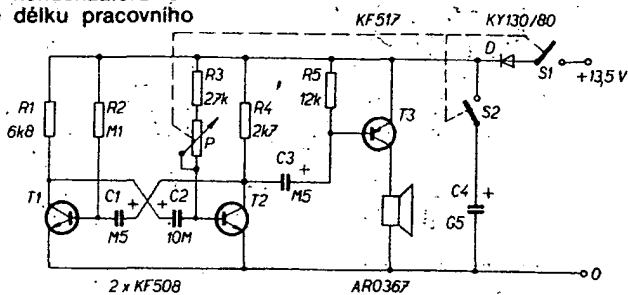 délku pracovního
KF517
KY130/80
D
S1
+13,5 V
R1
6k8
R2
M1
R3
27k
P
R4
2k7
R5
12k
T3
S2
C3
M5
T1
C1
M5
C2
10M
T2
C4
G5
2 x KF508
ARO367
0